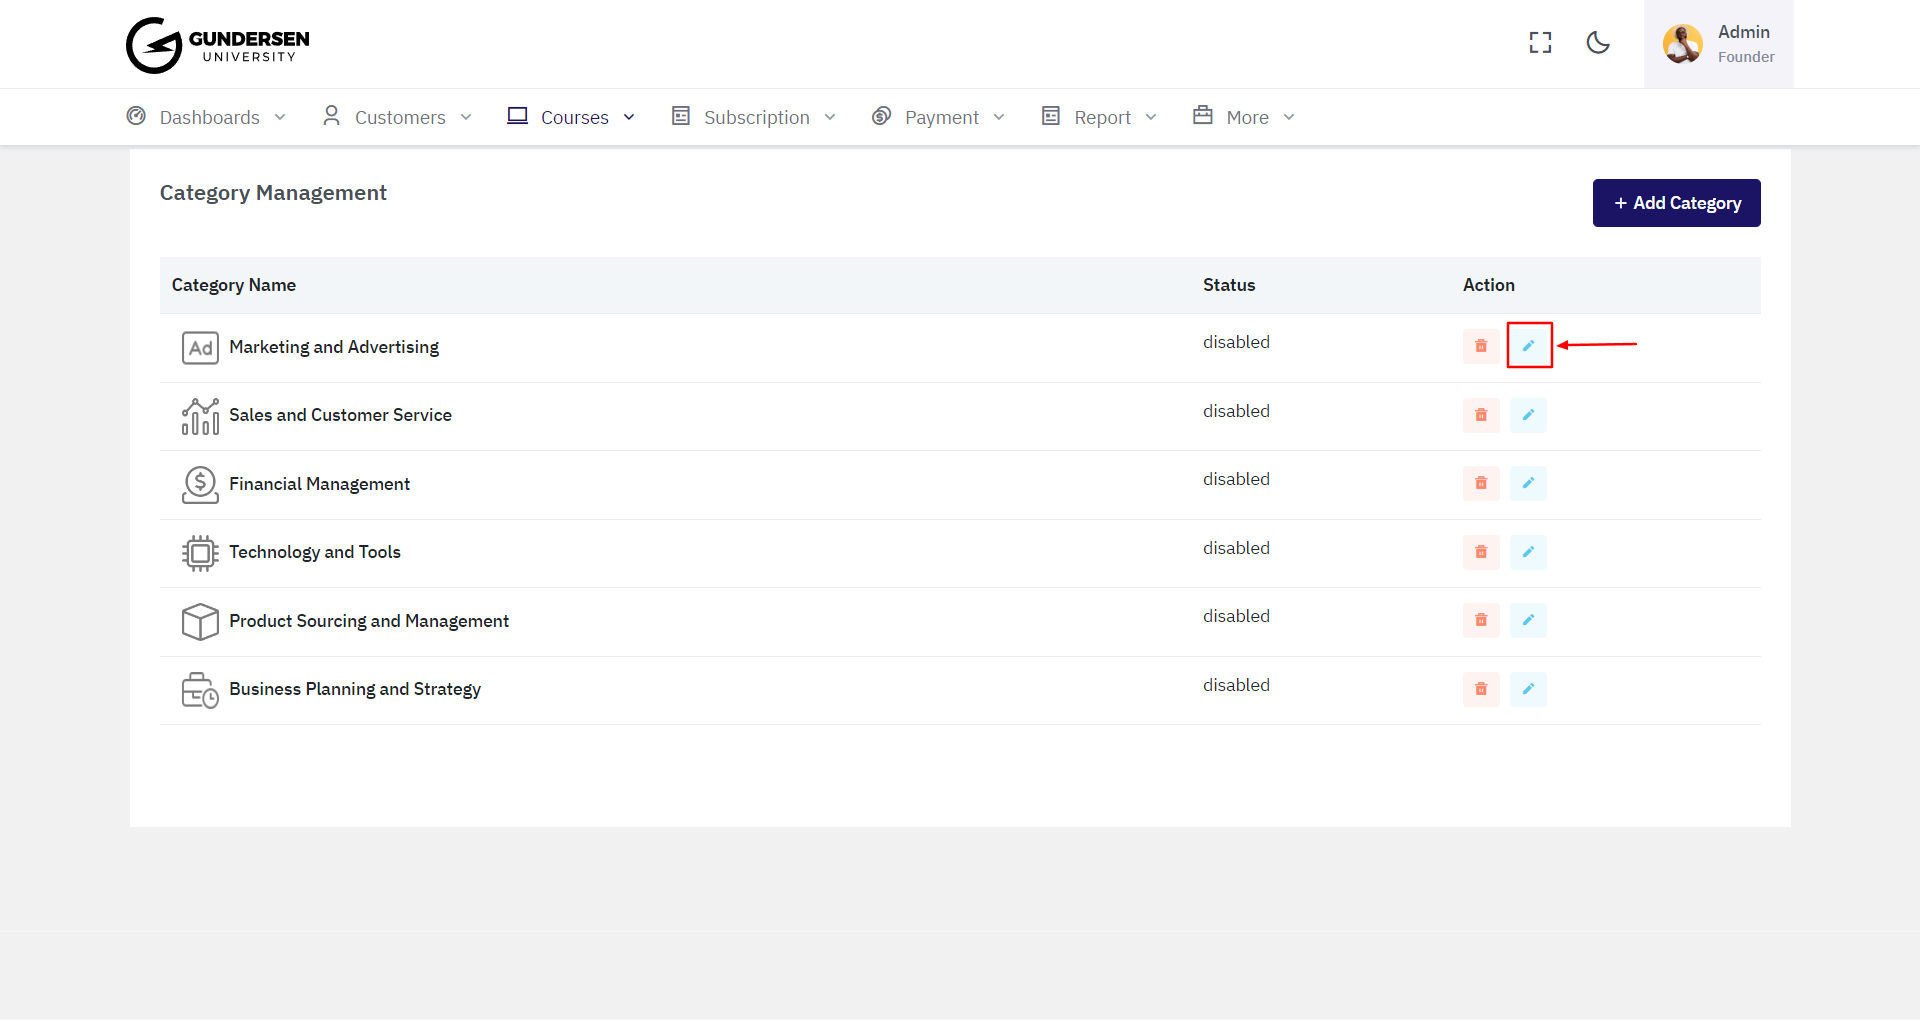 GUNDERSEN
UNIVERSITY
Admin
Founder
Dashboards
Customers
Courses
Subscription
Payment
Report
More
Category Management
+ Add Category
Category Name
Status
Action
Ad
Marketing and Advertising
disabled
Sales and Customer Service
disabled
$
Financial Management
disabled
Technology and Tools
disabled
Product Sourcing and Management
disabled
Business Planning and Strategy
disabled